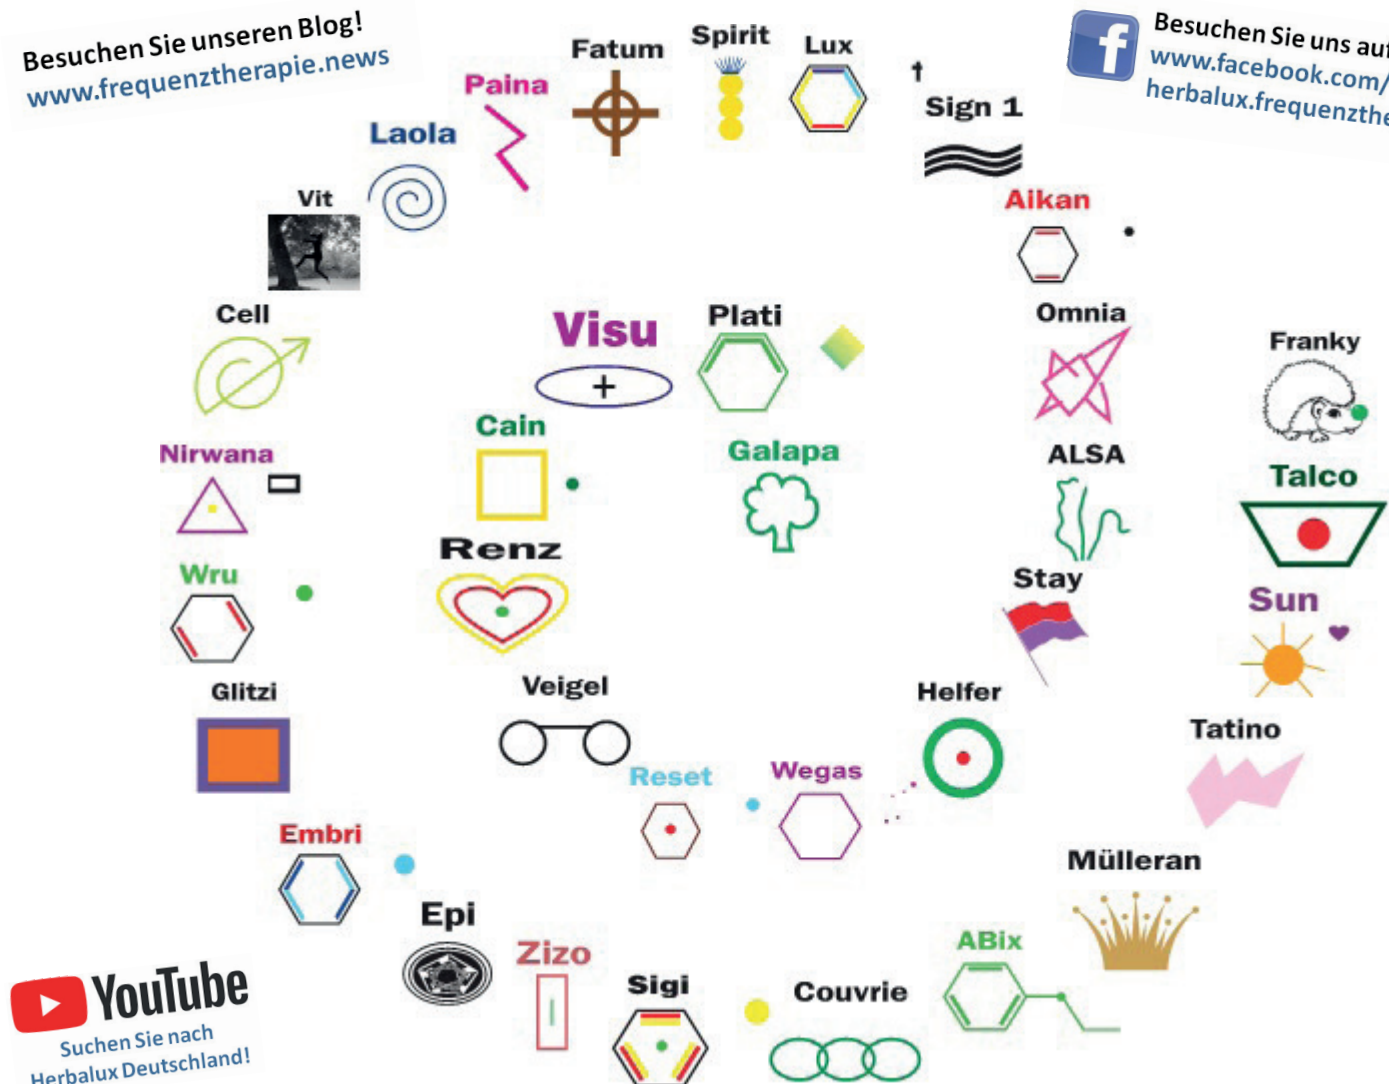 Besuchen Sie unseren Blog!
www.frequenztherapie.news
Besuchen Sie uns auf
www.facebook.com/
herbalux.frequenzthe
Fatum
Spirit
Lux
Paina
Sign 1
Laola
Vit
Aikan
Cell
Visu
Plati
Omnia
Franky
Cain
Nirwana
Galapa
ALSA
Talco
Renz
Wru
Stay
Sun
Glitzi
Veigel
Helfer
Tatino
Reset
Wegas
Embri
Mülleran
Epi
Zizo
ABix
Sigi
Couvrie
YouTube
Suchen Sie nach
Herbalux Deutschland!